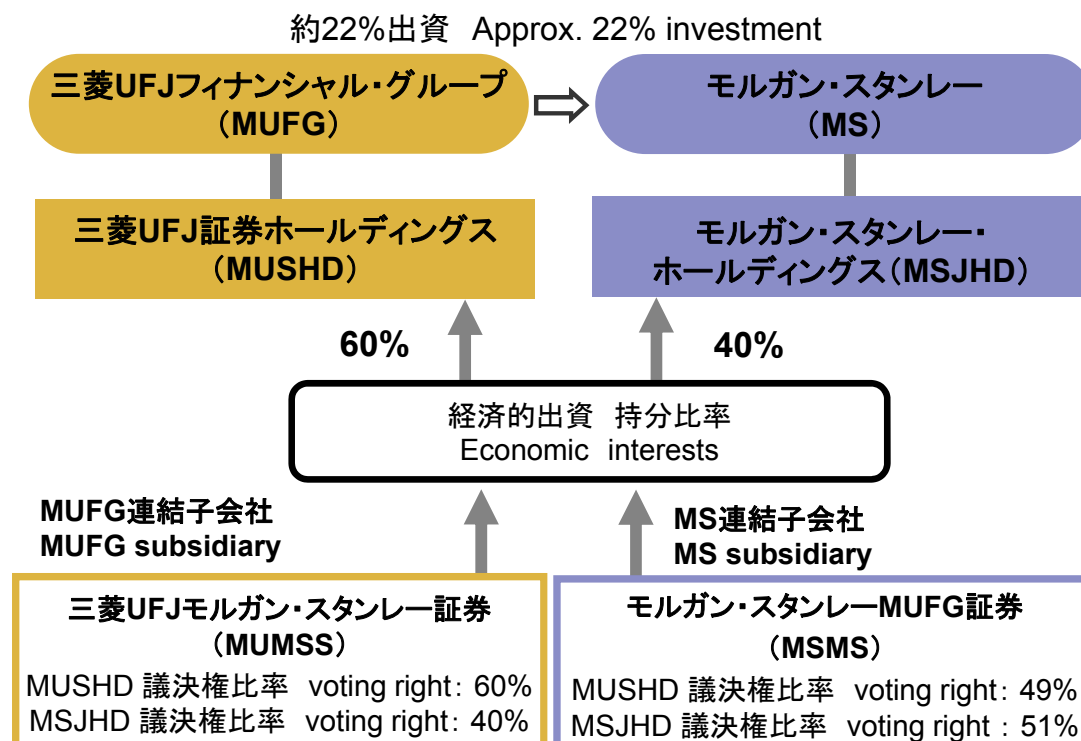 約22%出資 Approx. 22% investment
三菱UFJフィナンシャル・グループ
（MUFG）
モルガン・スタンレー
（MS）
三菱UFJ証券ホールディングス
（MUSHD）
モルガン・スタンレー・
ホールディングス（MSJHD）
60%
40%
経済的出資 持分比率
Economic interests
MUFG連結子会社
MUFG subsidiary
MS連結子会社
MS subsidiary
三菱UFJモルガン・スタンレー証券
（MUMSS）
MUSHD 議決権比率 voting right： 60%
MSJHD 議決権比率 voting right： 40%
モルガン・スタンレーMUFG証券
（MSMS）
MUSHD 議決権比率 voting right： 49%
MSJHD 議決権比率 voting right : 51%